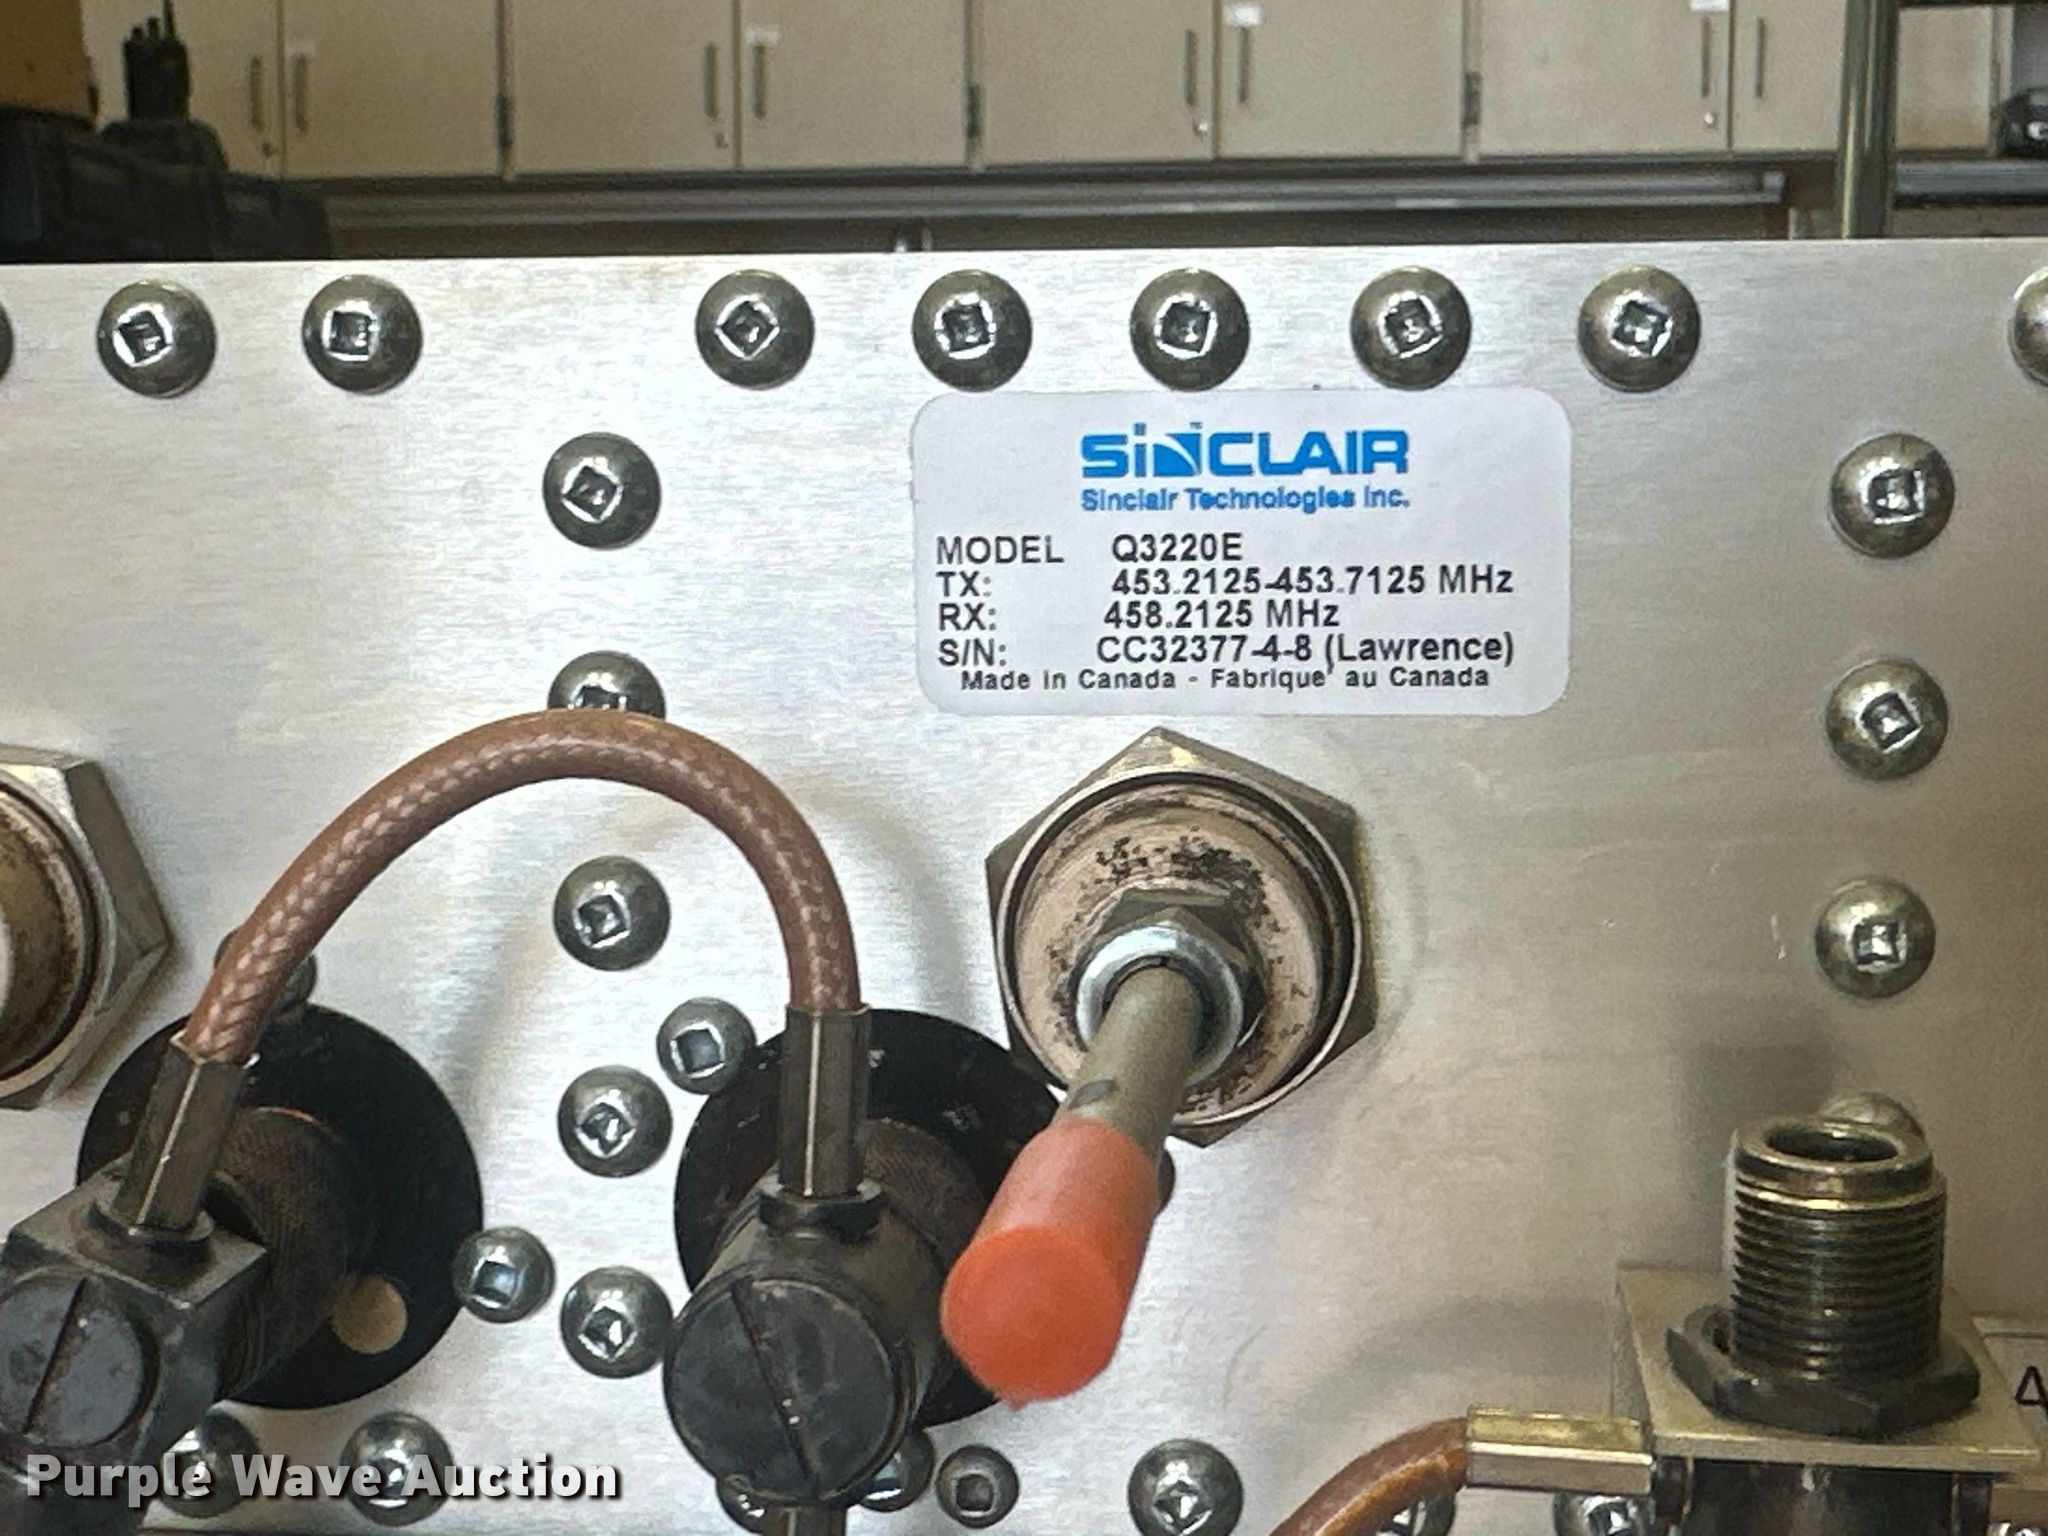 SINCLAIR
Sinclair Technologies Inc.
MODEL Q3220E
TX: 453.2125-453.7125 MHz
RX: 458.2125 MHz
S/N: CC32377-4-8 (Lawrence)
Made in Canada - Fabrique' au Canada
4
Purple Wave Auction